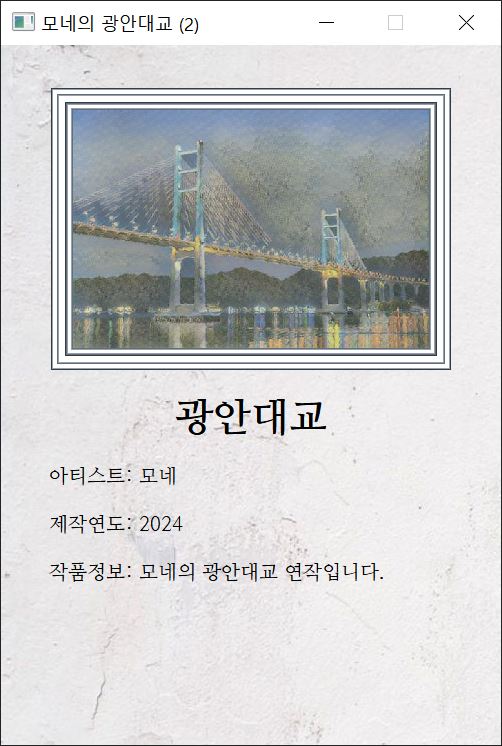 모네의 광안대교 (2)
광안대교
아티스트: 모네
제작연도: 2024
작품정보: 모네의 광안대교 연작입니다.